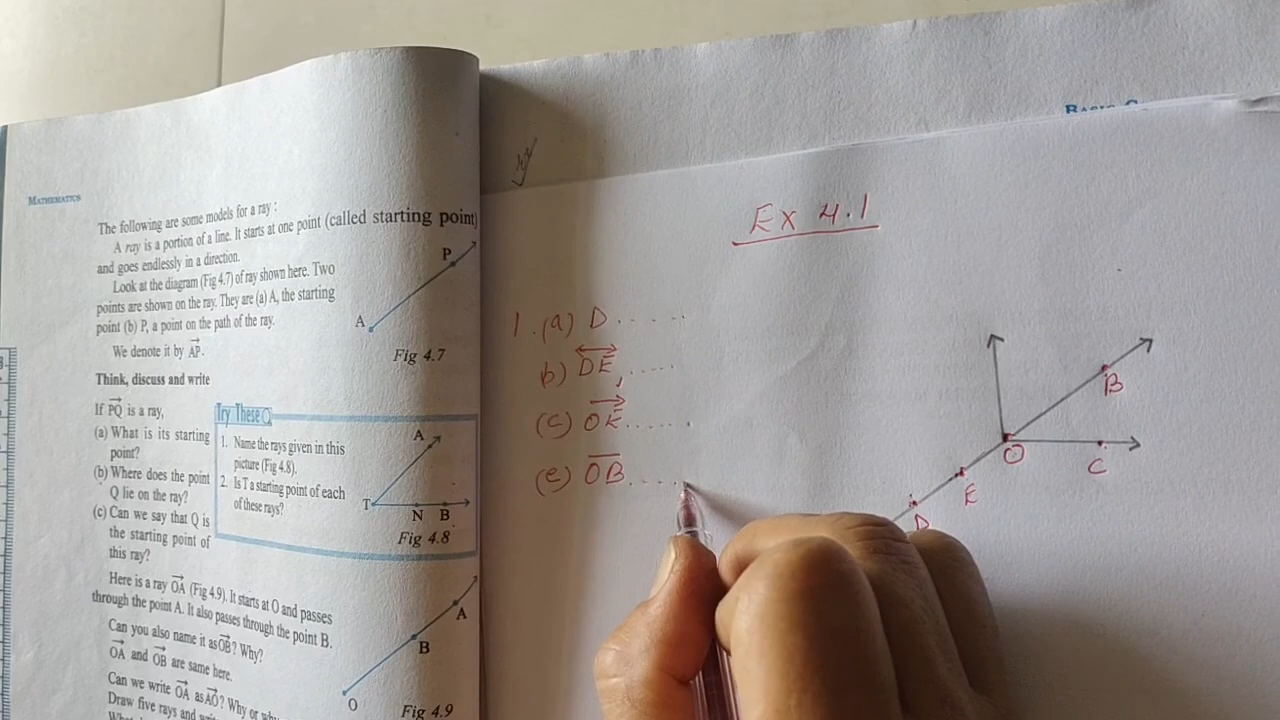 MATHEMATICS
The following are some models for a ray :
A ray is a portion of a line. It starts at one point (called starting point)
and goes endlessly in a direction.
Look at the diagram (Fig 4.7) of ray shown here. Two
points are shown on the ray. They are (a) A, the starting
point (b) P, a point on the path of the ray.
We denote it by AP.
P
A
Fig 4.7
Think, discuss and write
If PQ is a ray,
(a) What is its starting
point?
(b) Where does the point
Q lie on the ray?
(c) Can we say that Q is
the starting point of
this ray?
Try These
1. Name the rays given in this
picture (Fig 4.8).
2. Is T a starting point of each
of these rays?
A
T
N B
Fig 4.8
Here is a ray OA (Fig 4.9). It starts at O and passes
through the point A. It also passes through the point B.
Can you also name it as OB? Why?
OA and OB are same here.
Can we write OA as AO? Why or why
Draw five rays and
A
B
O
Fig 4.9
BASIC G
Ex 4.1
1. (a) D......
b) DE, .....
(c) OE......
(e) OB....
B
O
C
E
D